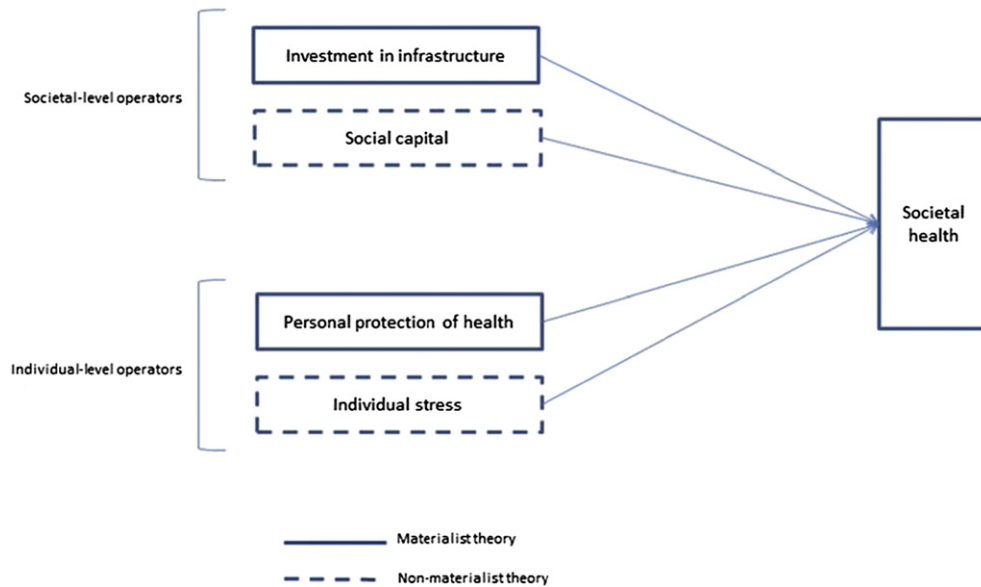 Investment in infrastructure
Societal-level operators
Social capital
Societal
health
Personal protection of health
Individual-level operators
Individual stress
Materialist theory
Non-materialist theory